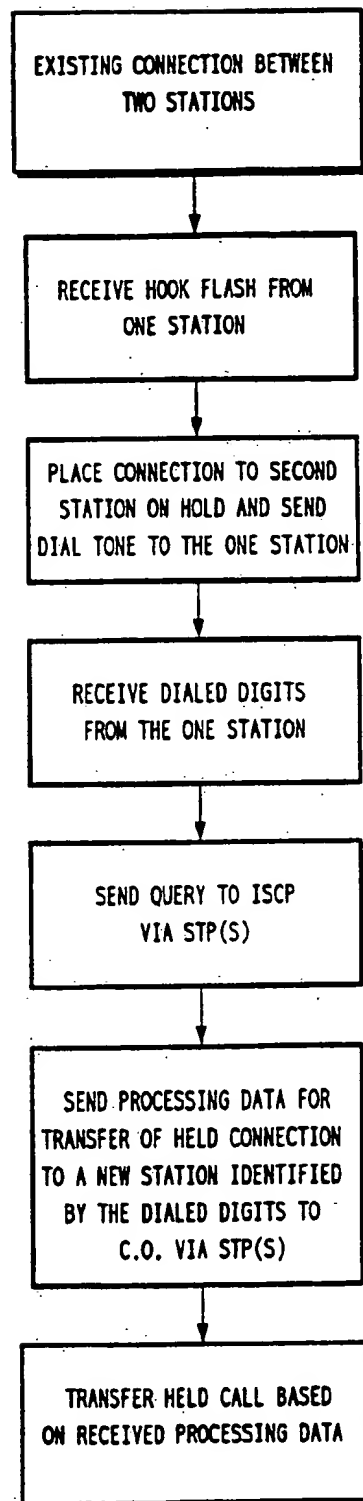 EXISTING CONNECTION BETWEEN
TWO STATIONS
RECEIVE HOOK FLASH FROM
ONE STATION
PLACE CONNECTION TO SECOND
STATION ON HOLD AND SEND
DIAL TONE TO THE ONE STATION
RECEIVE DIALED DIGITS
FROM THE ONE STATION
SEND QUERY TO ISCP
VIA STP(S)
SEND PROCESSING DATA FOR
TRANSFER OF HELD CONNECTION
TO A NEW STATION IDENTIFIED
BY THE DIALED DIGITS TO
C.O. VIA STP(S)
TRANSFER HELD CALL BASED
ON RECEIVED PROCESSING DATA